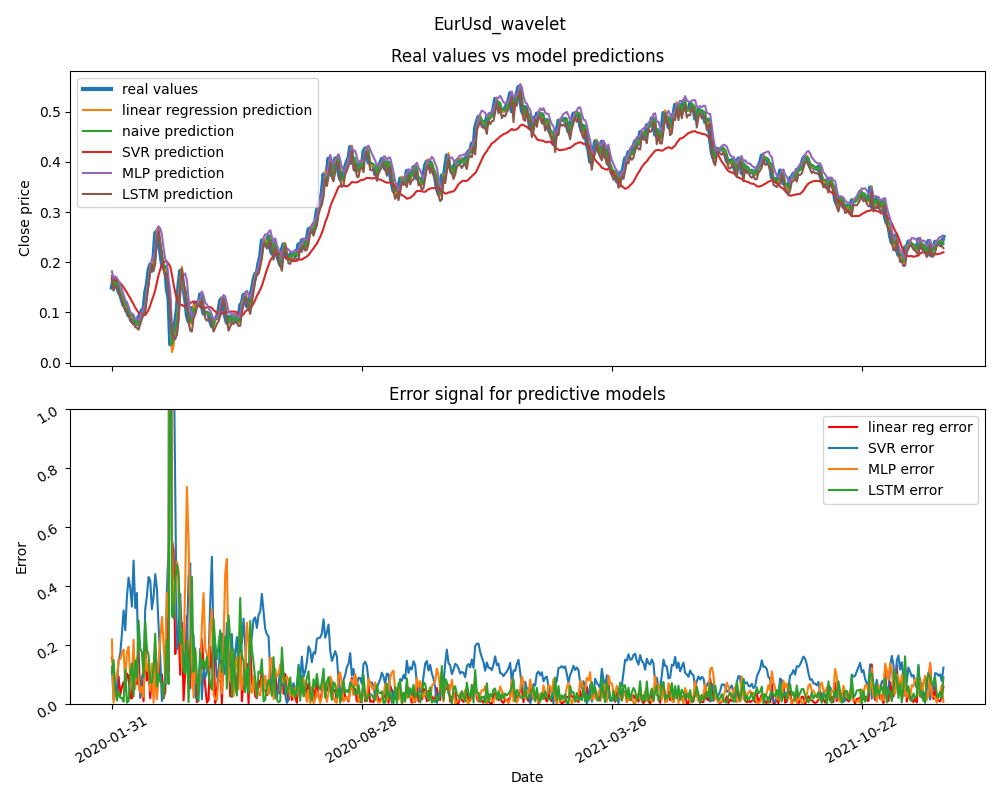 EurUsd_wavelet
Real values vs model predictions
real values
linear regression prediction
naive prediction
SVR prediction
MLP prediction
LSTM prediction
Close price
0.5
0.4
0.3
0.2
0.1
0.0
Error signal for predictive models
linear reg error
SVR error
MLP error
LSTM error
Error
1.0
0.8
0.6
0.4
0.2
0.0
2020-01-31
2020-08-28
2021-03-26
2021-10-22
Date